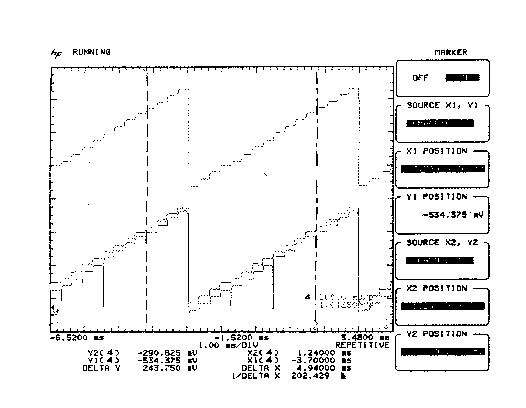 hp RUNNING
MARKER
OFF
SOURCE X1, Y1
X1 POSITION
Y1 POSITION
-534.375 mV
SOURCE X2, Y2
X2 POSITION
Y2 POSITION
-6.5200 ms -1.5200 ms 3.4800 ms
1.00 ms/DIV REPETITIVE
Y2(4) -290.625 mV X2(4) 1.24000 ms
Y1(4) -534.375 mV X1(4) -3.70000 ms
DELTA Y 243.750 mV DELTA X 4.94000 ms
1/DELTA X 202.429